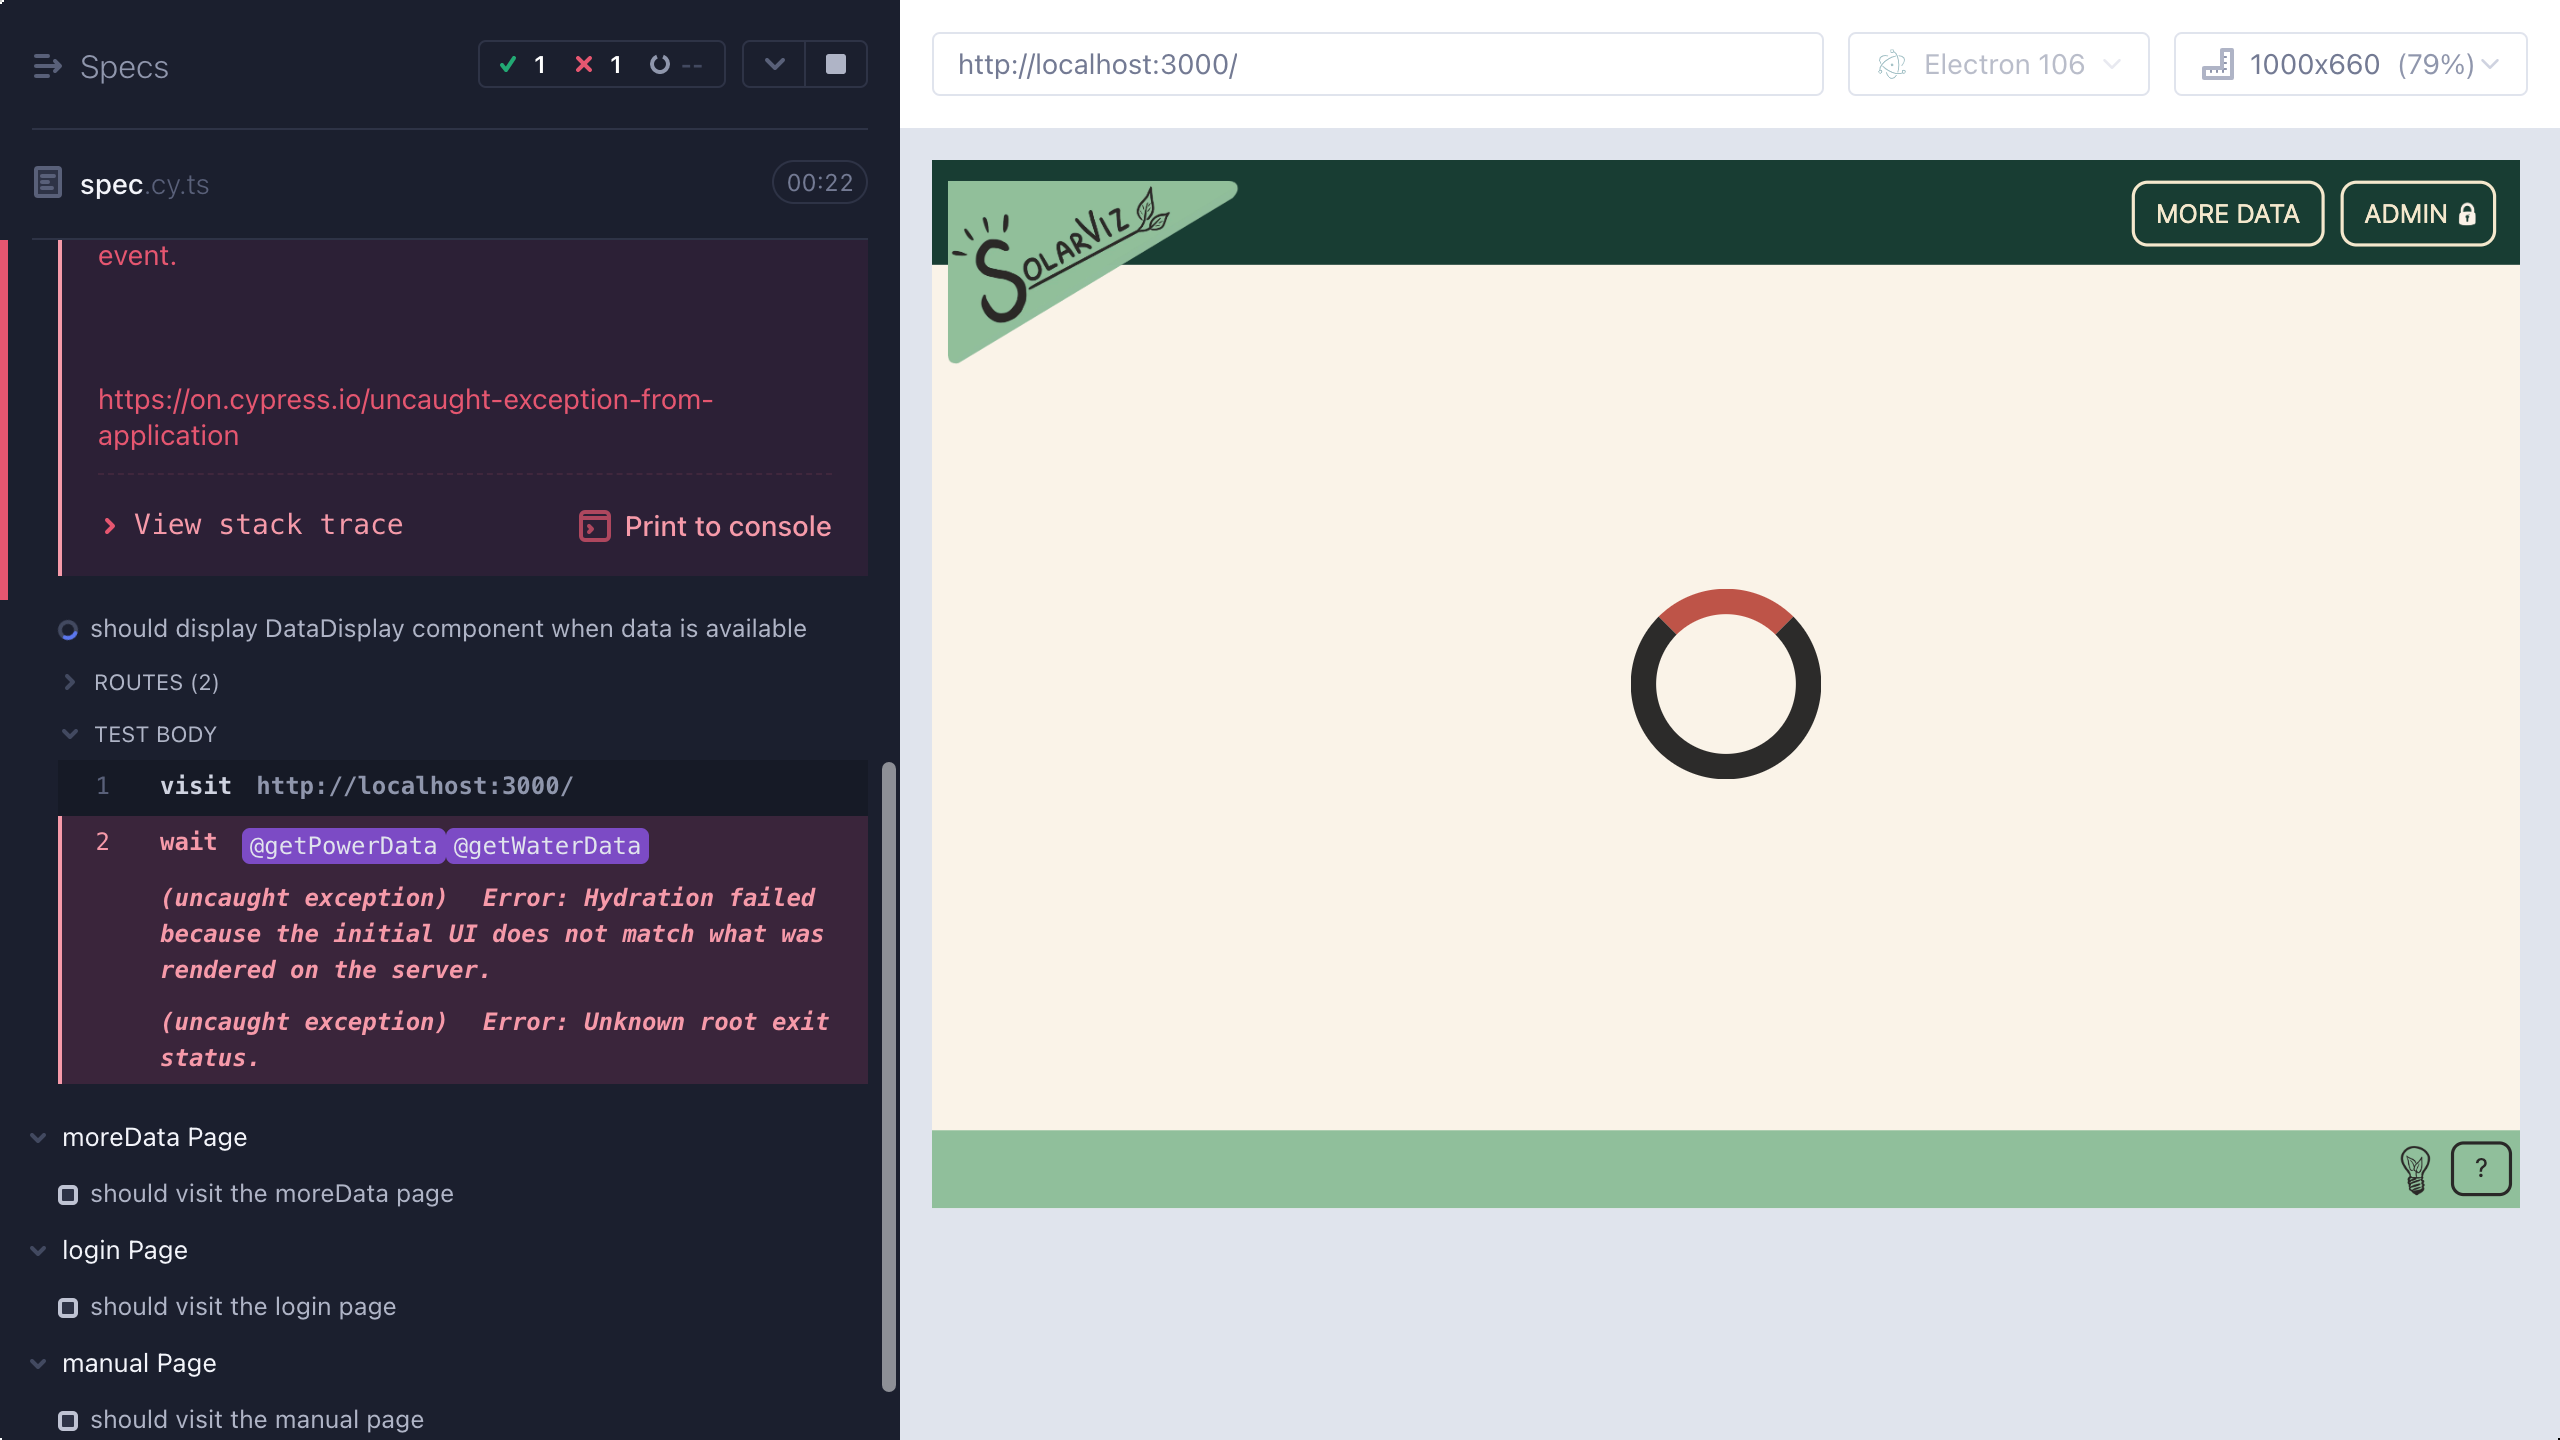 Specs
1
1
--
spec.cy.ts
00:22
event.
https://on.cypress.io/uncaught-exception-from-
application
View stack trace
Print to console
should display DataDisplay component when data is available
ROUTES (2)
TEST BODY
1 visit http://localhost:3000/
2 wait @getPowerData @getWaterData
(uncaught exception) Error: Hydration failed
because the initial UI does not match what was
rendered on the server.
(uncaught exception) Error: Unknown root exit
status.
moreData Page
should visit the moreData page
login Page
should visit the login page
manual Page
should visit the manual page
http://localhost:3000/
Electron 106
1000x660 (79%)
SOLARVIZ
MORE DATA
ADMIN
?